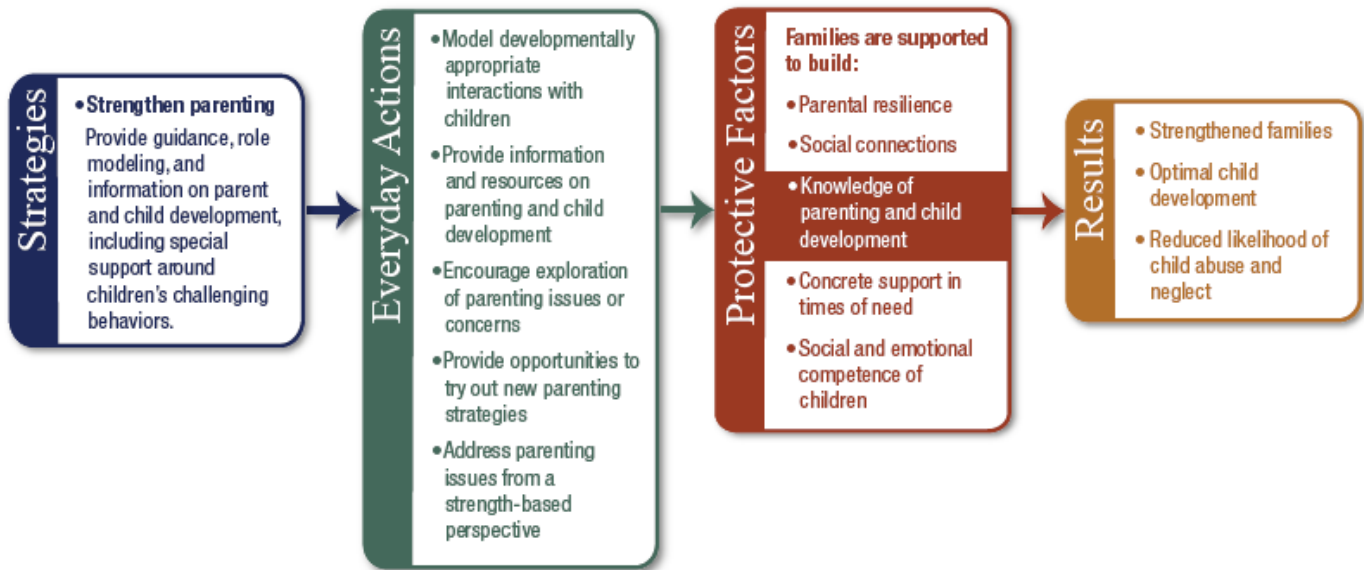 Strategies
•Strengthen parenting
Provide guidance, role
modeling, and
information on parent
and child development,
including special
support around
children’s challenging
behaviors.
Everyday Actions
•Model developmentally
appropriate
interactions with
children
•Provide information
and resources on
parenting and child
development
•Encourage exploration
of parenting issues or
concerns
•Provide opportunities to
try out new parenting
strategies
•Address parenting
issues from a
strength-based
perspective
Protective Factors
Families are supported
to build:
•Parental resilience
•Social connections
•Knowledge of
parenting and child
development
•Concrete support in
times of need
•Social and emotional
competence of
children
Results
•Strengthened families
•Optimal child
development
•Reduced likelihood of
child abuse and
neglect